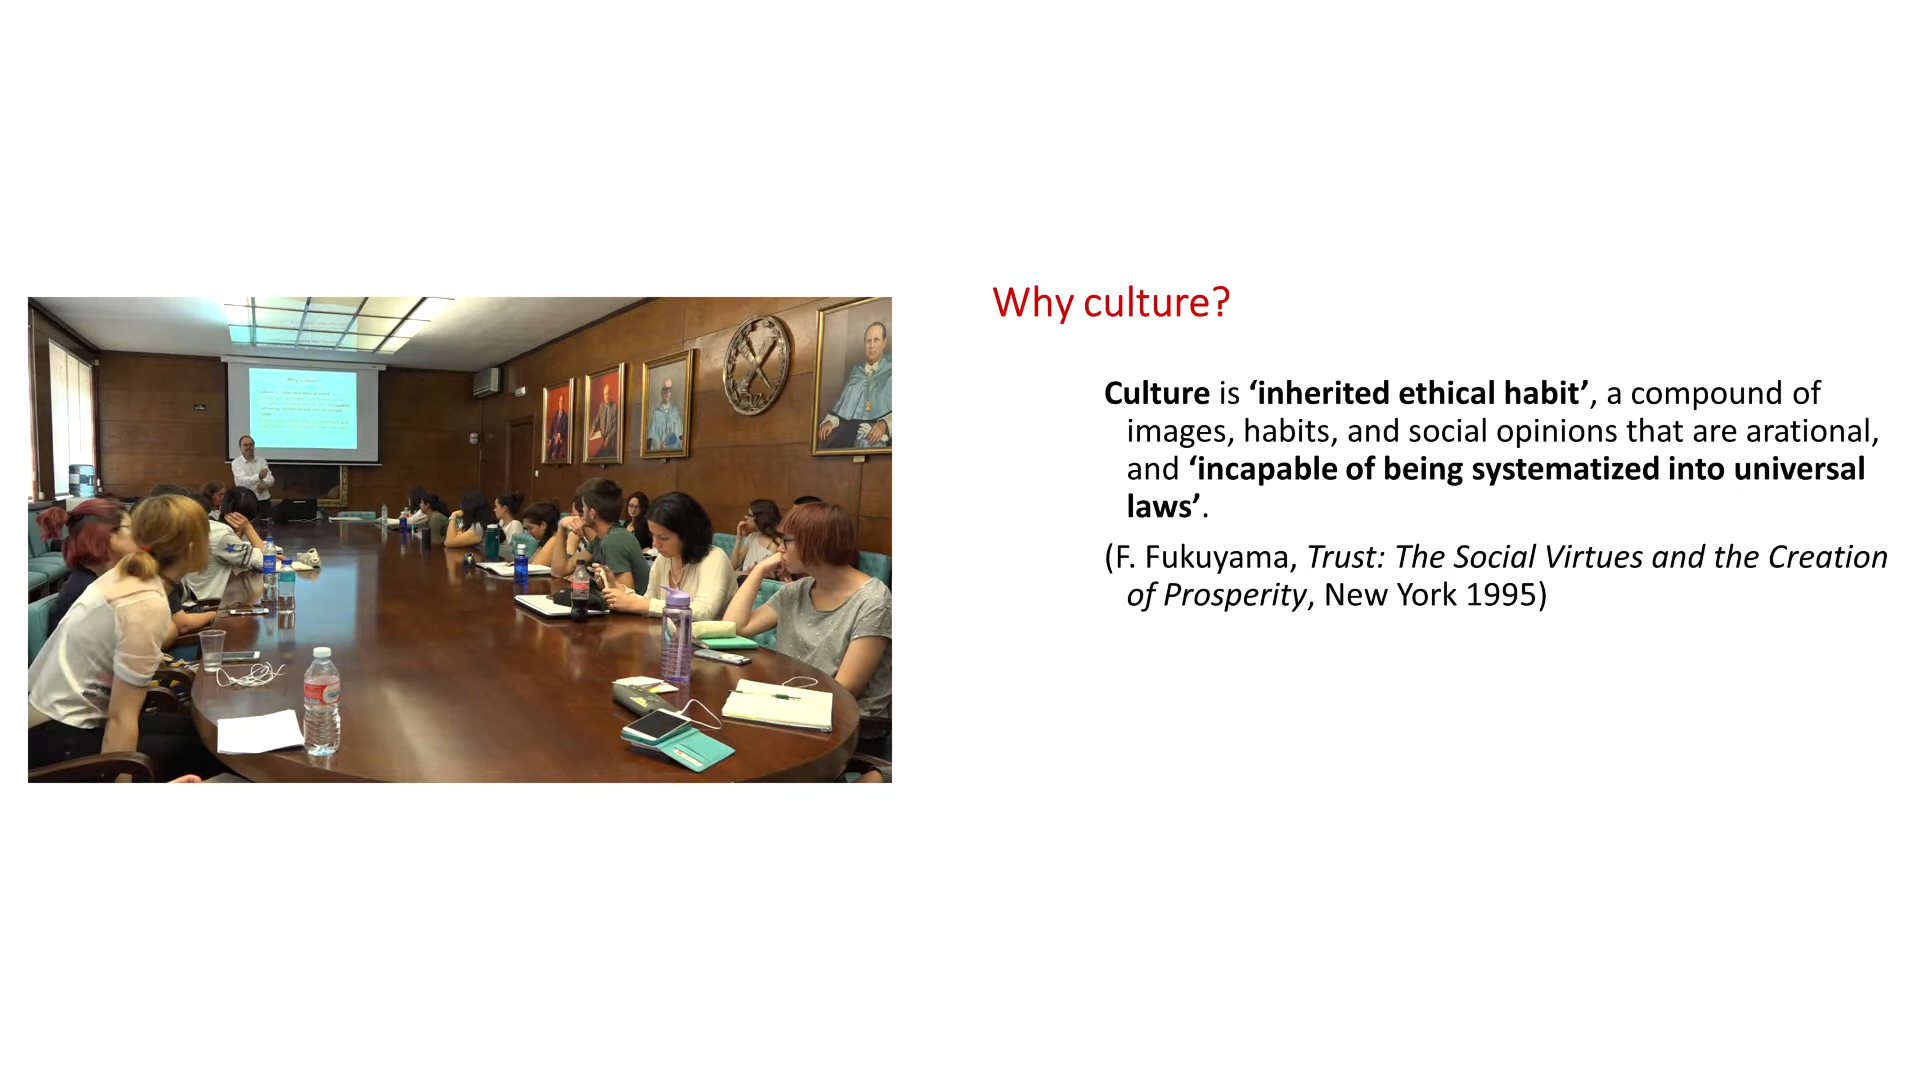 Why culture?
Culture is ‘inherited ethical habit’, a compound of
images, habits, and social opinions that are arational,
and ‘incapable of being systematized into universal
laws’.
(F. Fukuyama, Trust: The Social Virtues and the Creation
of Prosperity, New York 1995)
Why culture?